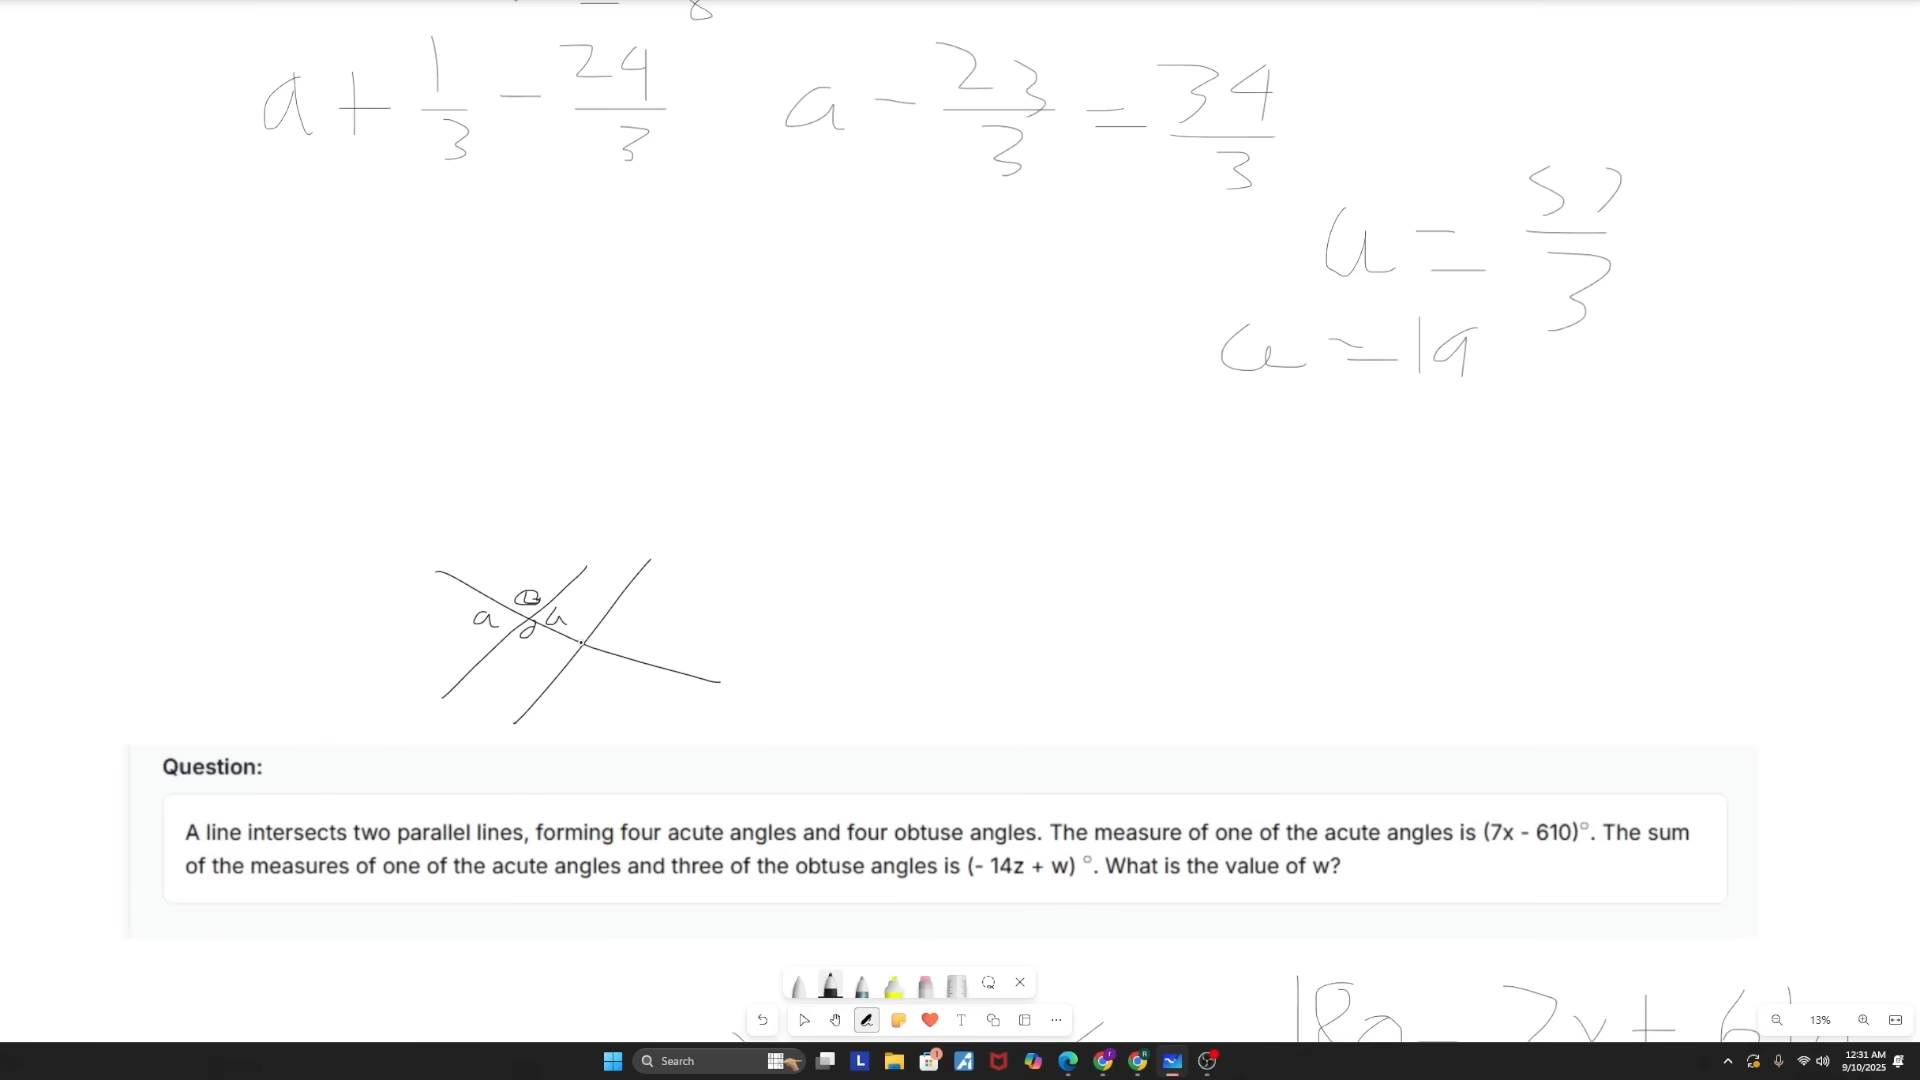 a + 1/3 - 24/3 a - 23/3 = 34/3
a = 57/3
a = 19
a a
Question:
A line intersects two parallel lines, forming four acute angles and four obtuse angles. The measure of one of the acute angles is (7x - 610)°. The sum
of the measures of one of the acute angles and three of the obtuse angles is (- 14z + w) °. What is the value of w?
180 - 7x + 61
T
13%
Search
L
12:31 AM
9/10/2025